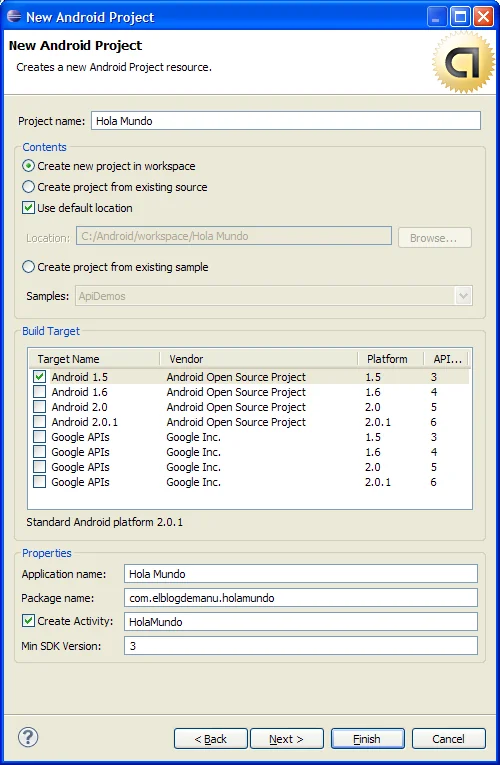 New Android Project
New Android Project
Creates a new Android Project resource.
Project name: Hola Mundo
Contents
Create new project in workspace
Create project from existing source
Use default location
Location: C:/Android/workspace/Hola Mundo Browse...
Create project from existing sample
Samples: ApiDemos
Build Target
Target Name Vendor Platform API...
Android 1.5 Android Open Source Project 1.5 3
Android 1.6 Android Open Source Project 1.6 4
Android 2.0 Android Open Source Project 2.0 5
Android 2.0.1 Android Open Source Project 2.0.1 6
Google APIs Google Inc. 1.5 3
Google APIs Google Inc. 1.6 4
Google APIs Google Inc. 2.0 5
Google APIs Google Inc. 2.0.1 6
Standard Android platform 2.0.1
Properties
Application name: Hola Mundo
Package name: com.elblogdemanu.holamundo
Create Activity: HolaMundo
Min SDK Version: 3
? < Back Next > Finish Cancel